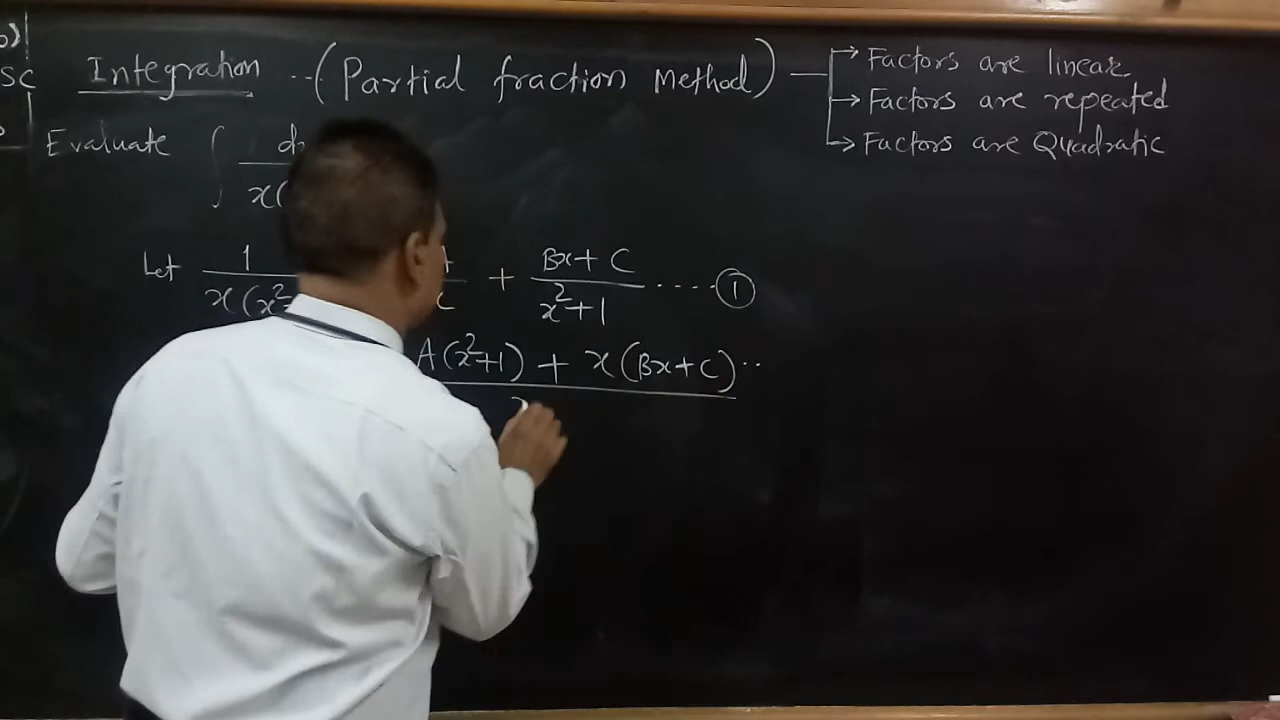 SC Integration ..(Partial fraction Method)
Factors are linear
Factors are repeated
Factors are Quadratic
Evaluate ∫ d
x(
Let 1 + Bx+C ..... ①
x(x² x²+1
A(x²+1) + x(Bx+C)..